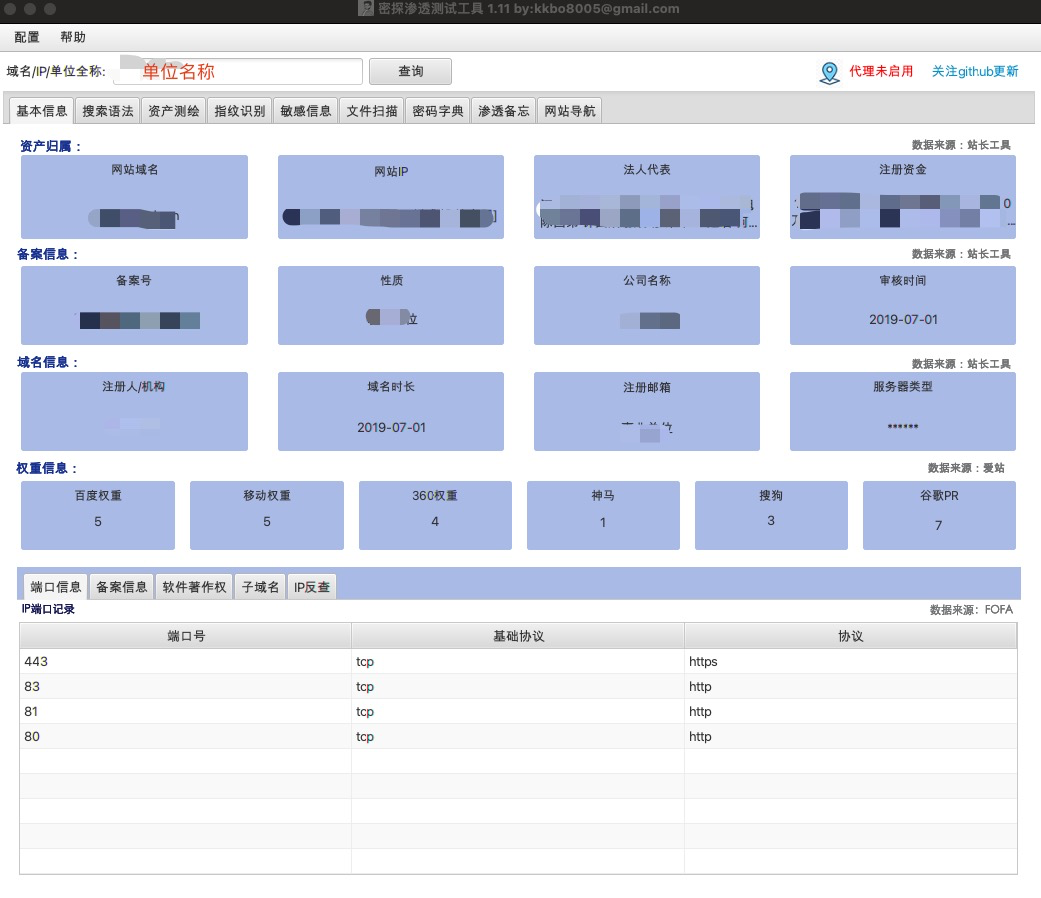 密探渗透测试工具 1.11 by:kkbo8005@gmail.com
配置 帮助
域名/IP/单位全称: 单位名称 查询 代理未启用 关注github更新
基本信息 搜索语法 资产测绘 指纹识别 敏感信息 文件扫描 密码字典 渗透备忘 网站导航
资产归属： 数据来源：站长工具
网站域名 网站IP 法人代表 注册资金
备案信息： 数据来源：站长工具
备案号 性质 公司名称 审核时间
位 2019-07-01
域名信息： 数据来源：站长工具
注册人/机构 域名时长 注册邮箱 服务器类型
2019-07-01 ******
权重信息： 数据来源：爱站
百度权重 移动权重 360权重 神马 搜狗 谷歌PR
5 5 4 1 3 7
端口信息 备案信息 软件著作权 子域名 IP反查
IP端口记录 数据来源: FOFA
端口号 基础协议 协议
443 tcp https
83 tcp http
81 tcp http
80 tcp http